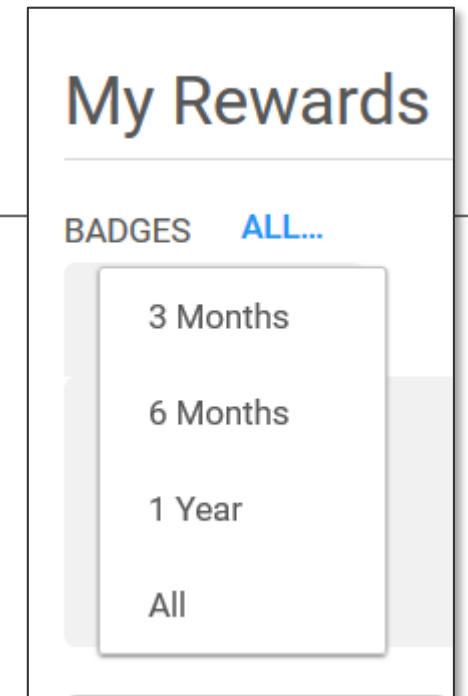 My Rewards
BADGES ALL...
3 Months
6 Months
1 Year
All